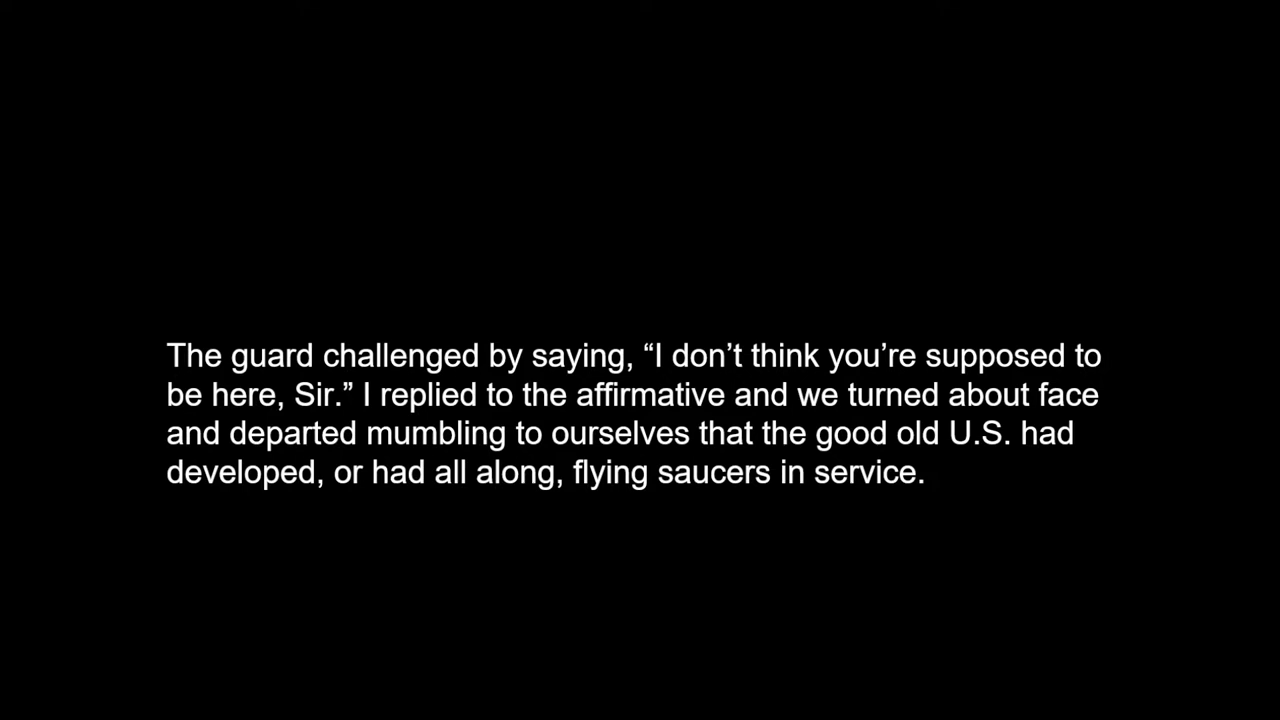 The guard challenged by saying, “I don’t think you’re supposed to
be here, Sir.” I replied to the affirmative and we turned about face
and departed mumbling to ourselves that the good old U.S. had
developed, or had all along, flying saucers in service.